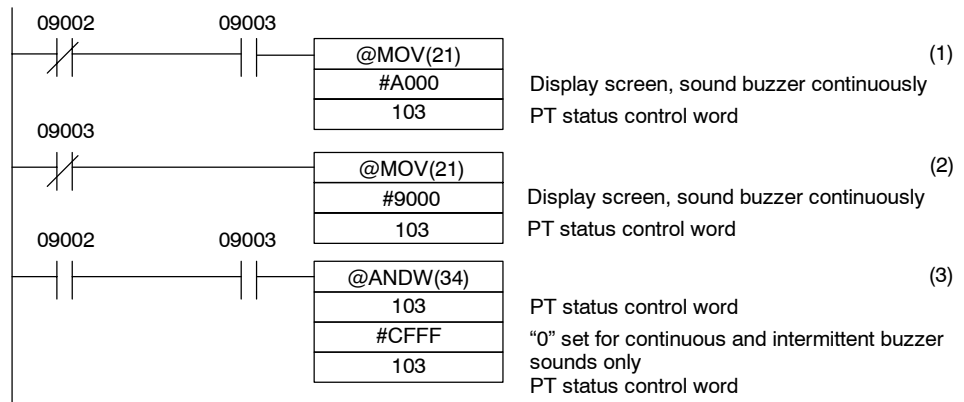 09002 09003
@MOV(21) (1)
#A000 Display screen, sound buzzer continuously
103 PT status control word
09003
@MOV(21) (2)
#9000 Display screen, sound buzzer continuously
103 PT status control word
09002 09003
@ANDW(34) (3)
103 PT status control word
#CFFF “0” set for continuous and intermittent buzzer
sounds only
103 PT status control word